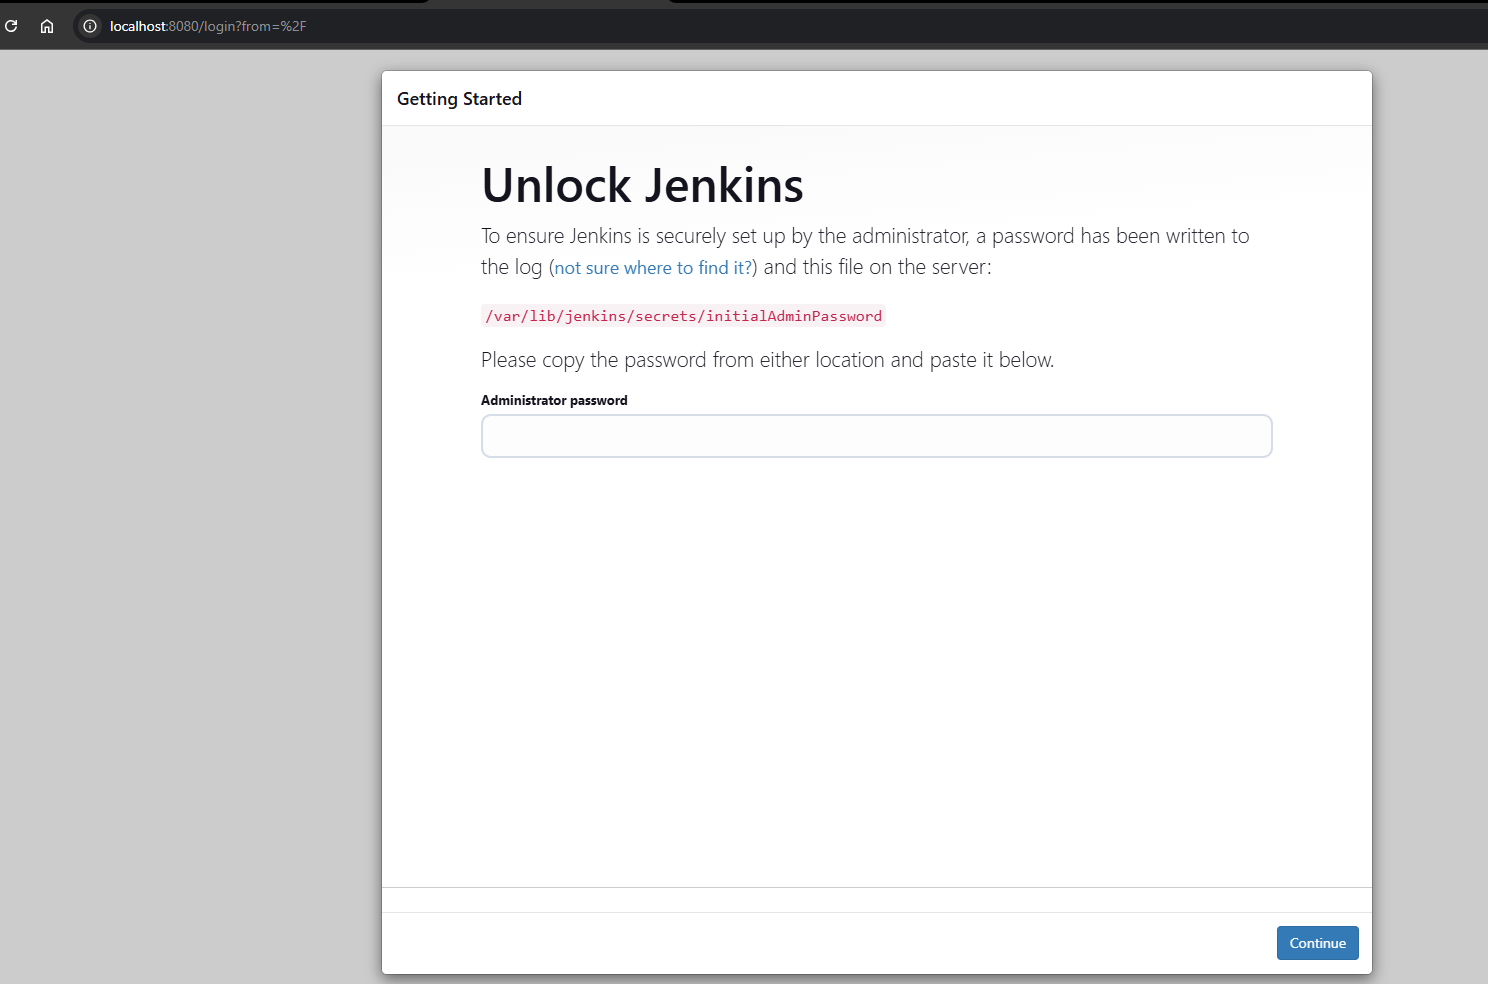 localhost:8080/login?from=%2F
Getting Started
Unlock Jenkins
To ensure Jenkins is securely set up by the administrator, a password has been written to
the log (not sure where to find it?) and this file on the server:
/var/lib/jenkins/secrets/initialAdminPassword
Please copy the password from either location and paste it below.
Administrator password
Continue